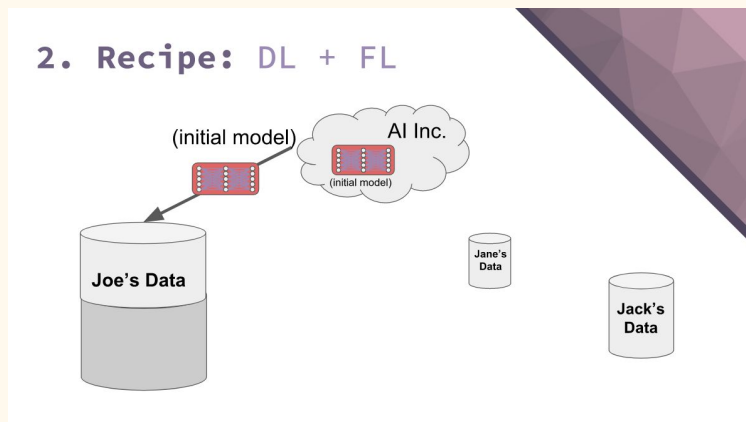 2. Recipe: DL + FL
(initial model)
AI Inc.
(initial model)
Joe's Data
Jane's
Data
Jack's
Data